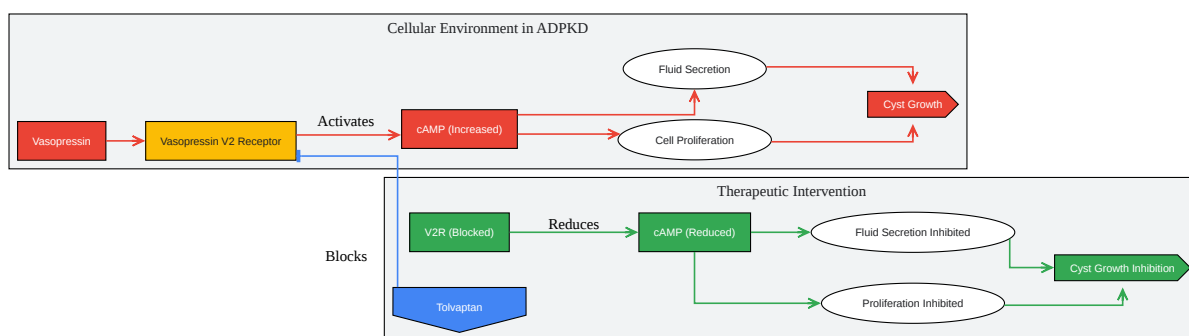 Cellular Environment in ADPKD
Fluid Secretion
Cyst Growth
Activates
Vasopressin
Vasopressin V2 Receptor
cAMP (Increased)
Cell Proliferation
Therapeutic Intervention
V2R (Blocked)
Reduces
cAMP (Reduced)
Fluid Secretion Inhibited
Blocks
Cyst Growth Inhibition
Tolvaptan
Proliferation Inhibited